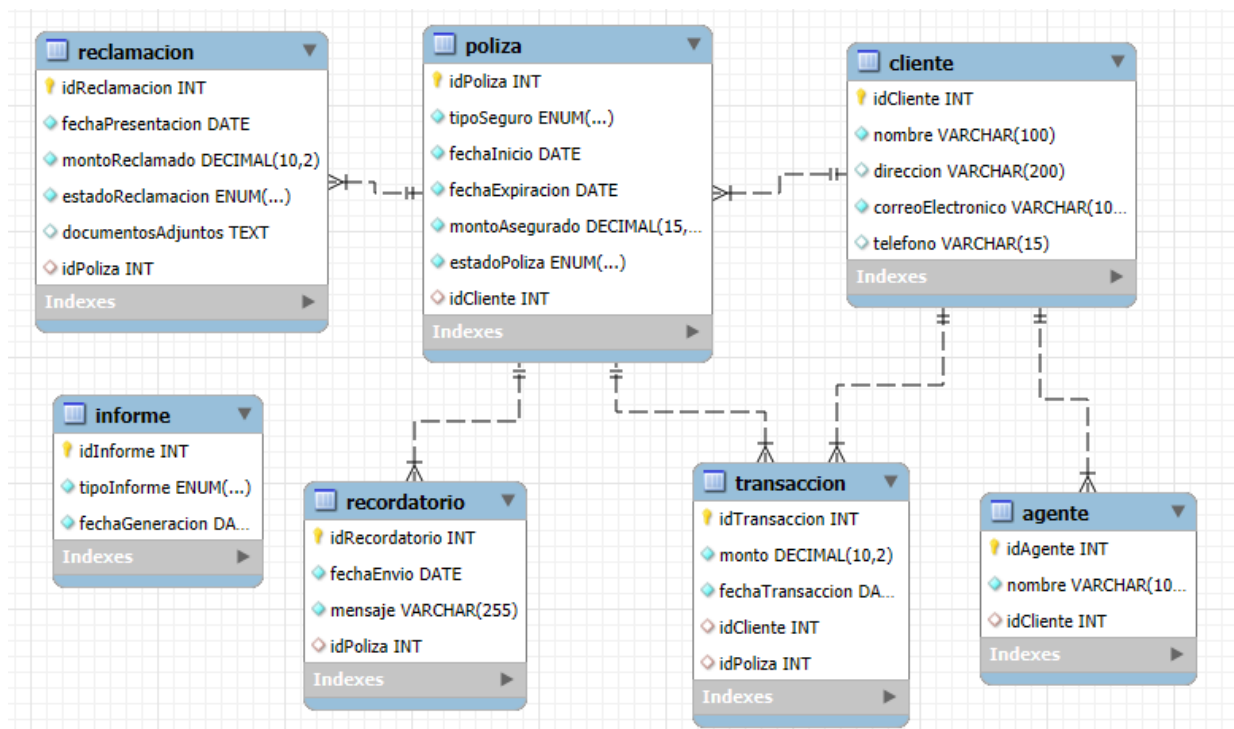 reclamacion
idReclamacion INT
fechaPresentacion DATE
montoReclamado DECIMAL(10,2)
estadoReclamacion ENUM(...)
documentosAdjuntos TEXT
idPoliza INT
Indexes
poliza
idPoliza INT
tipoSeguro ENUM(...)
fechaInicio DATE
fechaExpiracion DATE
montoAsegurado DECIMAL(15,...
estadoPoliza ENUM(...)
idCliente INT
Indexes
cliente
idCliente INT
nombre VARCHAR(100)
direccion VARCHAR(200)
correoElectronico VARCHAR(10...
telefono VARCHAR(15)
Indexes
informe
idInforme INT
tipoInforme ENUM(...)
fechaGeneracion DA...
Indexes
recordatorio
idRecordatorio INT
fechaEnvio DATE
mensaje VARCHAR(255)
idPoliza INT
Indexes
transaccion
idTransaccion INT
monto DECIMAL(10,2)
fechaTransaccion DA...
idCliente INT
idPoliza INT
Indexes
agente
idAgente INT
nombre VARCHAR(10...
idCliente INT
Indexes